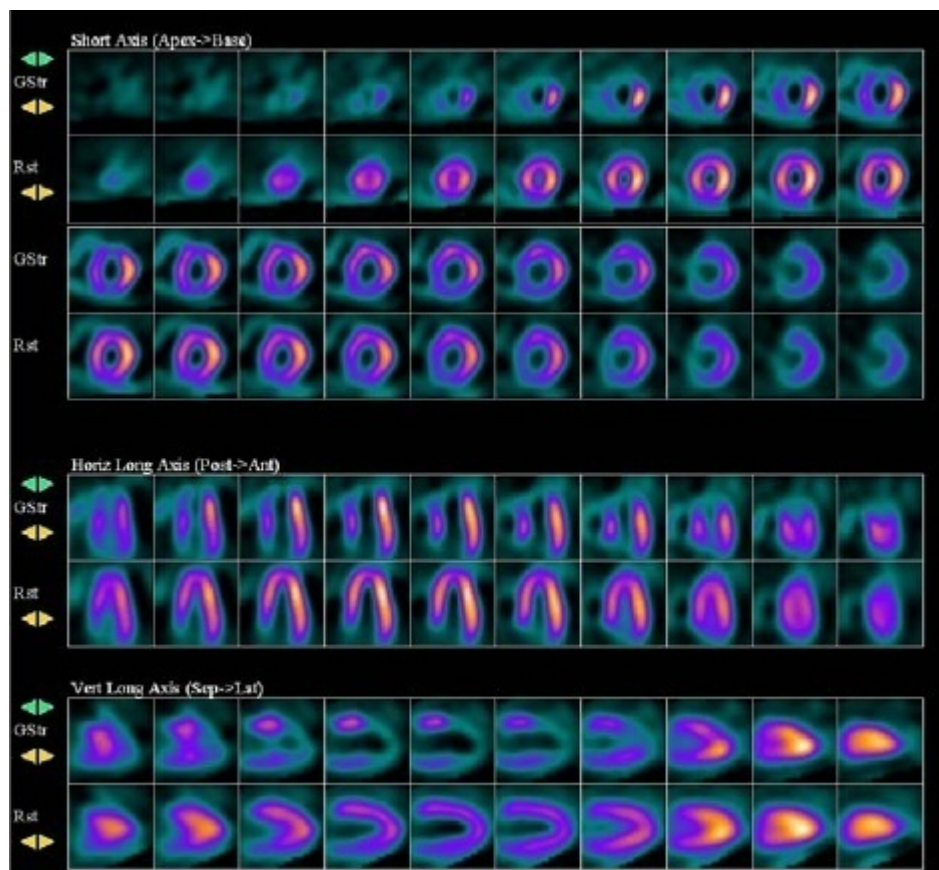 Short Axis (Apex->Base)
GStr
Rst
GStr
Rst
Horiz Long Axis (Post->Ant)
GStr
Rst
Vert Long Axis (Sep->Lat)
GStr
Rst